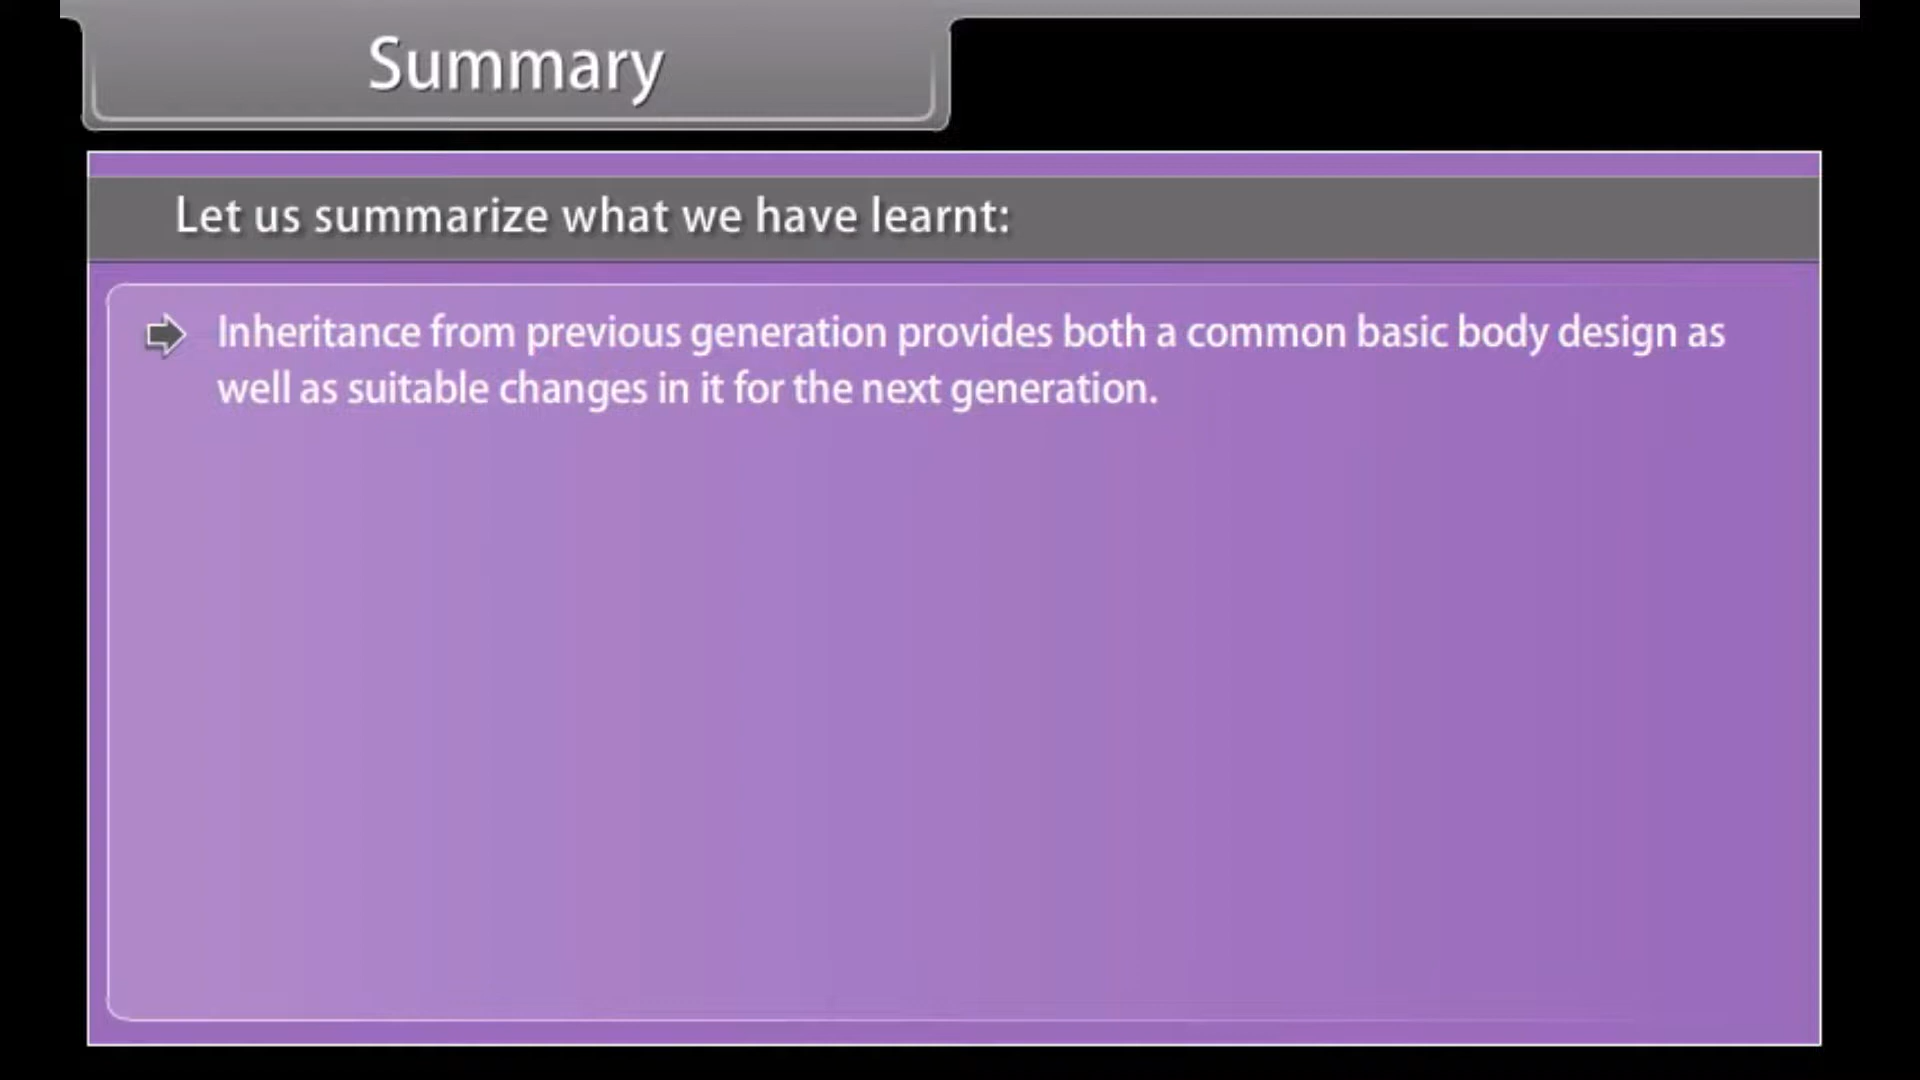 Summary
Let us summarize what we have learnt:
Inheritance from previous generation provides both a common basic body design as
well as suitable changes in it for the next generation.